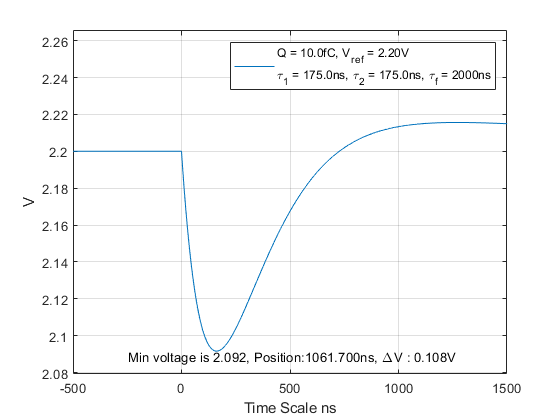 2.26
2.24
2.22
2.2
2.18
2.16
2.14
2.12
2.1
2.08
V
Q = 10.0fC, V_ref = 2.20V
τ_1 = 175.0ns, τ_2 = 175.0ns, τ_f = 2000ns
Min voltage is 2.092, Position:1061.700ns, Δ V : 0.108V
-500 0 500 1000 1500
Time Scale ns